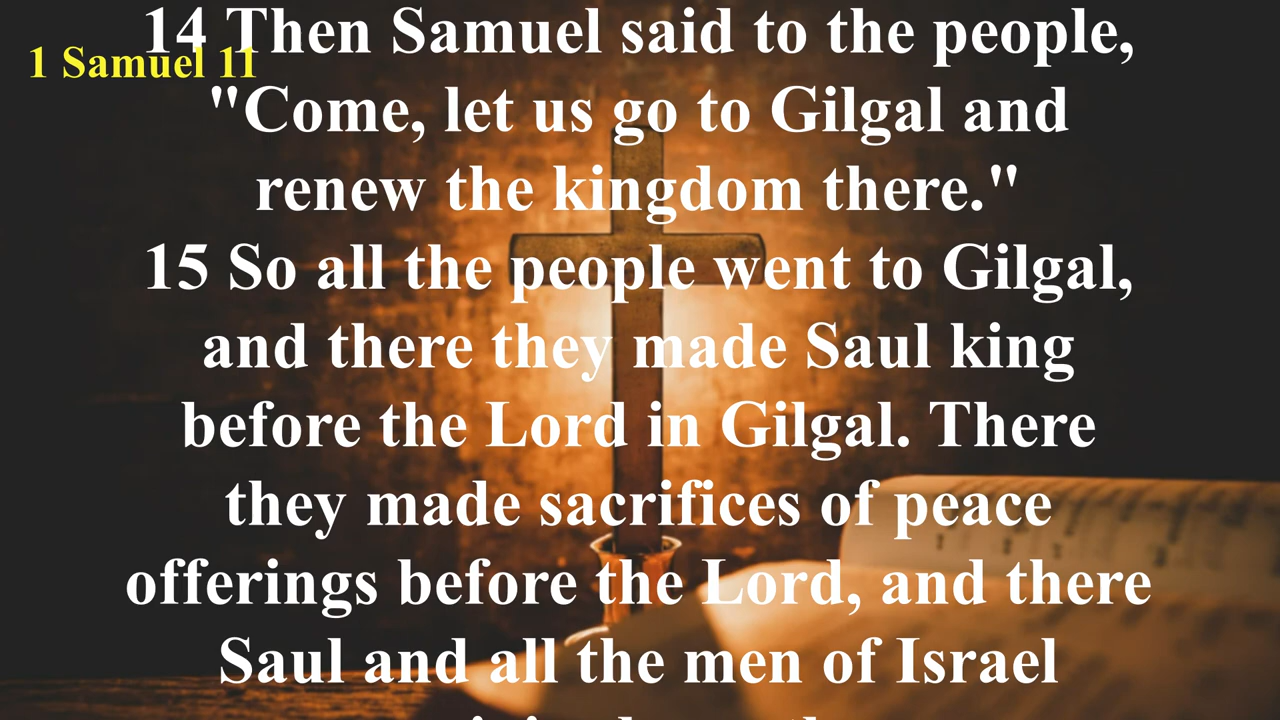 14 Then Samuel said to the people,
1 Samuel 11
"Come, let us go to Gilgal and
renew the kingdom there."
15 So all the people went to Gilgal,
and there they made Saul king
before the Lord in Gilgal. There
they made sacrifices of peace
offerings before the Lord, and there
Saul and all the men of Israel